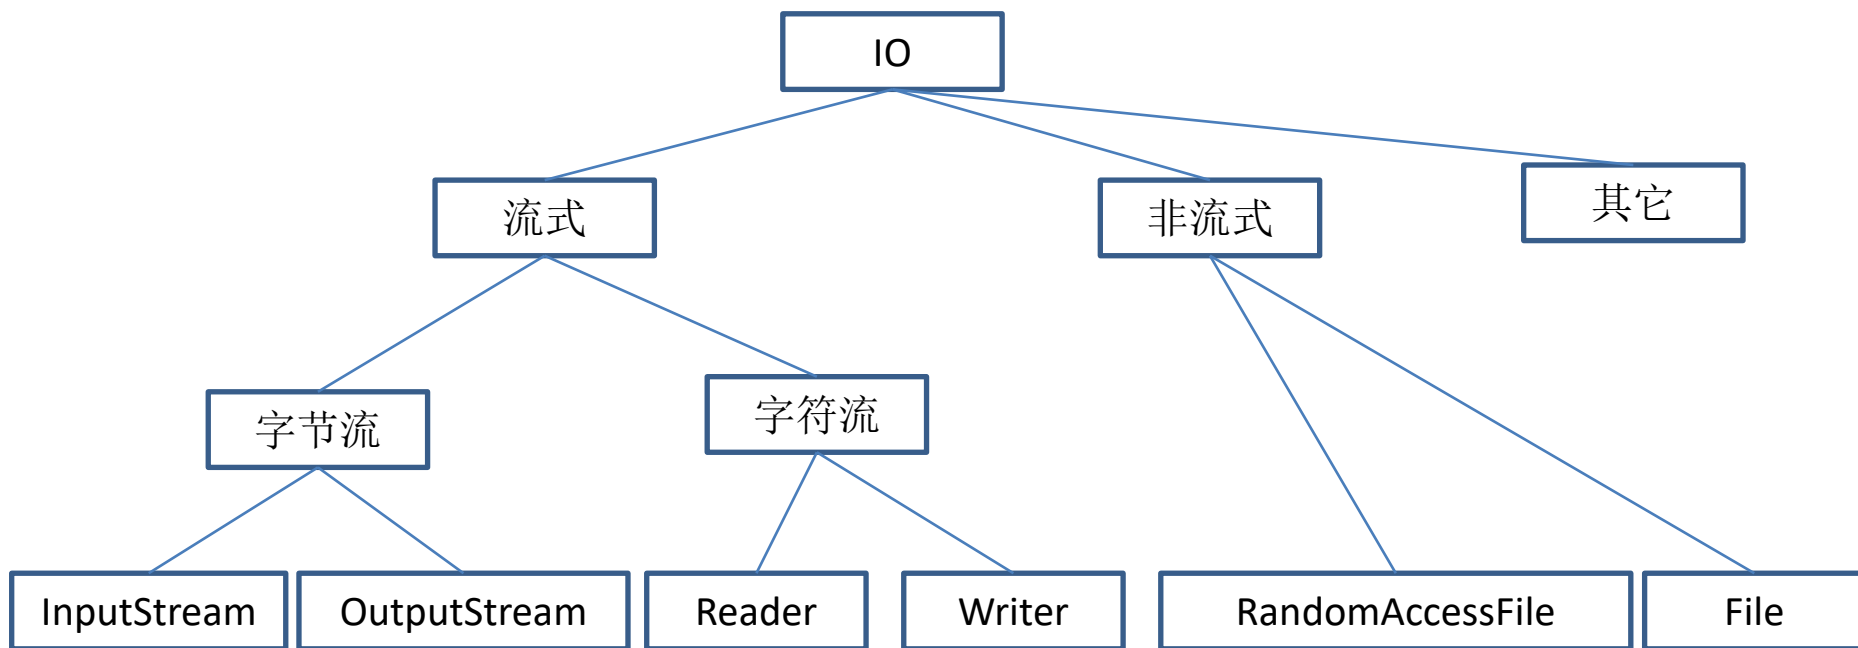 IO
流式
非流式
其它
字节流
字符流
InputStream
OutputStream
Reader
Writer
RandomAccessFile
File